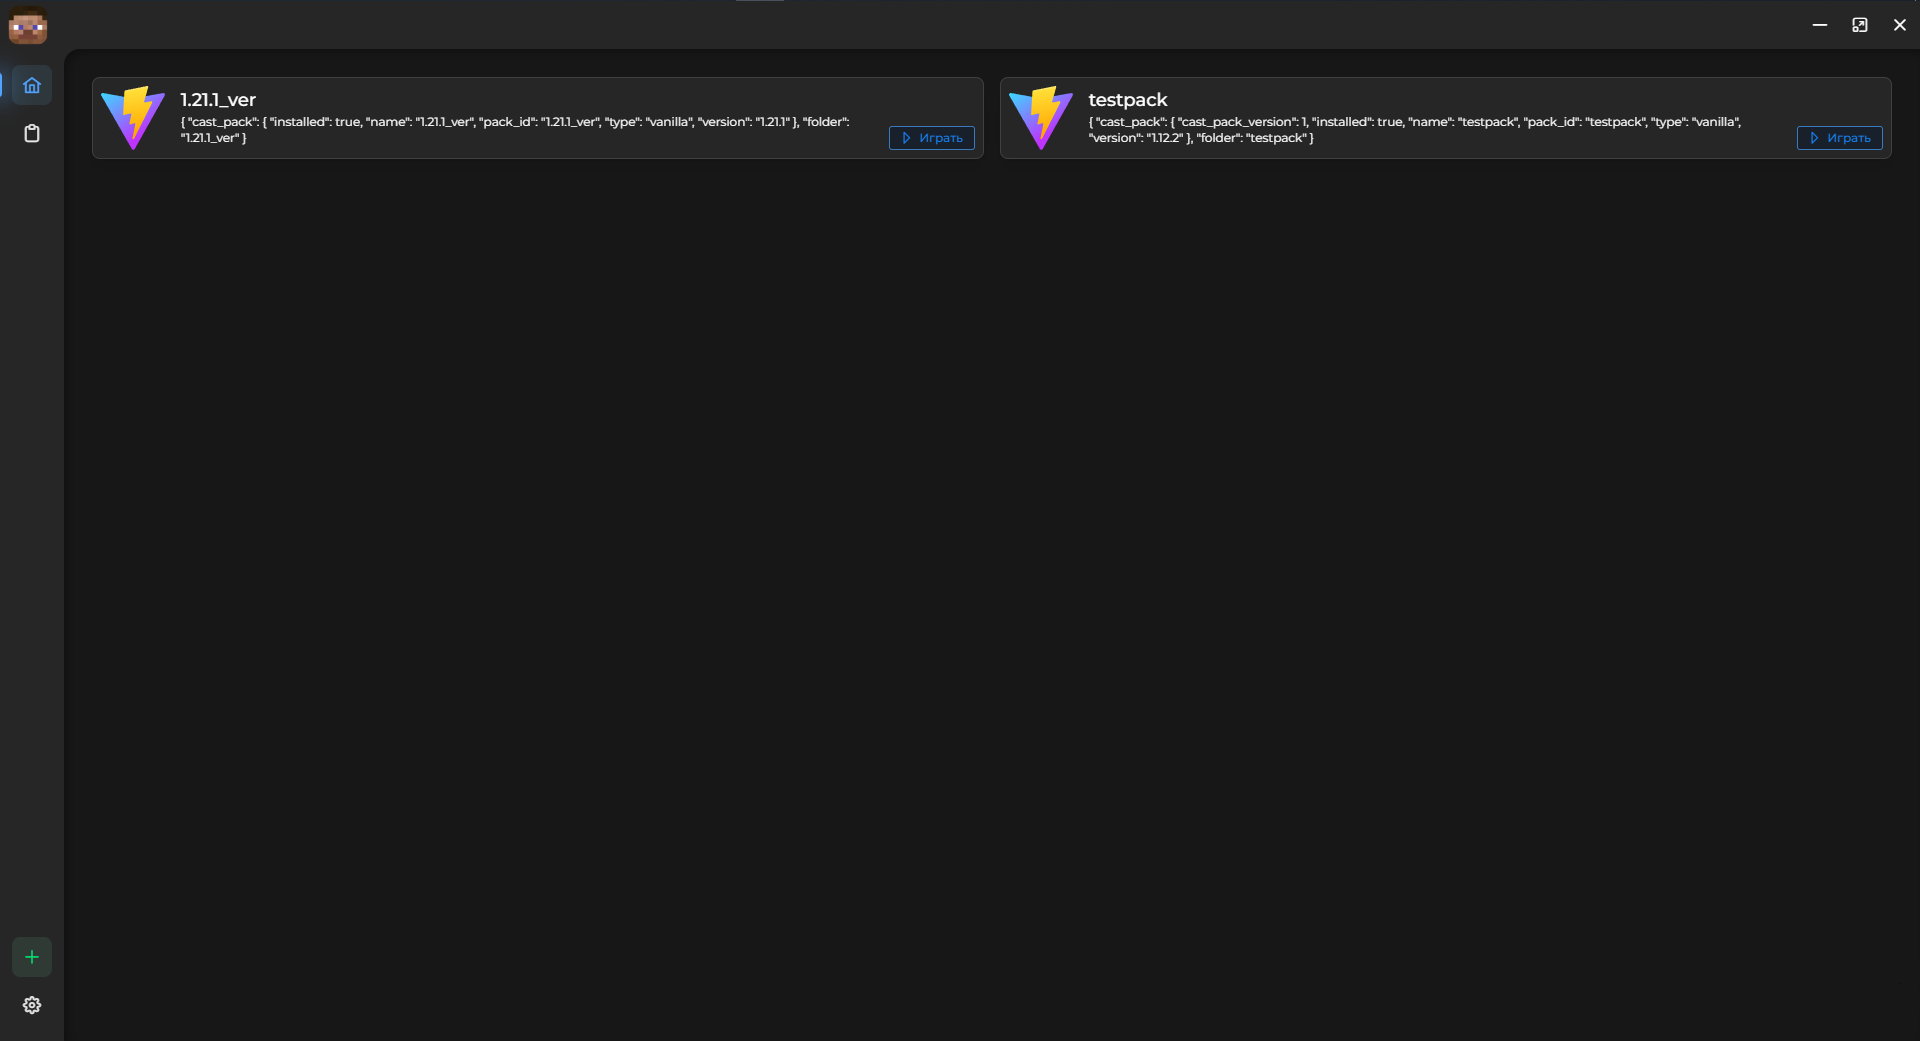 1.21.1_ver
{ "cast_pack": { "installed": true, "name": "1.21.1_ver", "pack_id": "1.21.1_ver", "type": "vanilla", "version": "1.21.1" }, "folder":
"1.21.1_ver" }
Играть
testpack
{ "cast_pack": { "cast_pack_version": 1, "installed": true, "name": "testpack", "pack_id": "testpack", "type": "vanilla",
"version": "1.12.2" }, "folder": "testpack" }
Играть